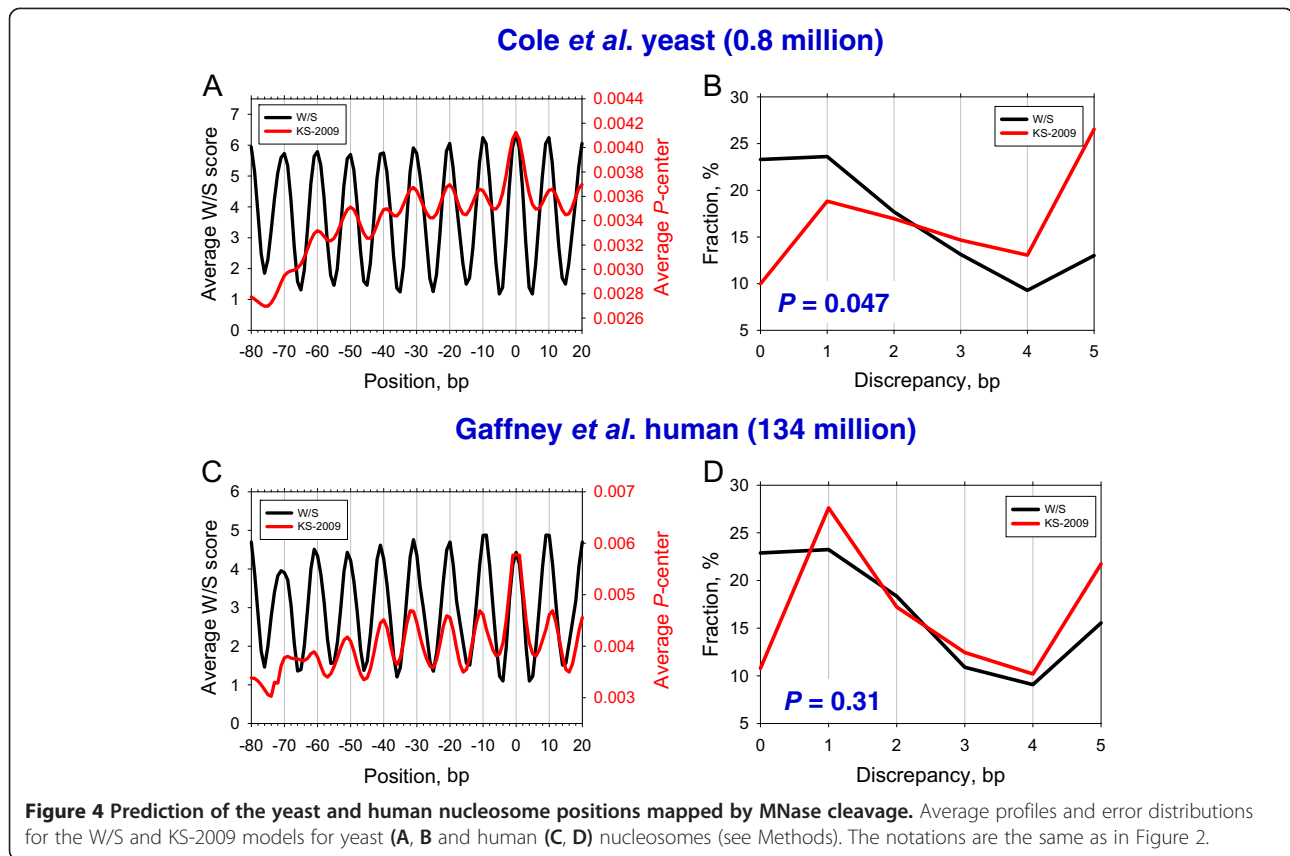 Cole et al. yeast (0.8 million)
A
W/S
KS-2009
Average W/S score
7
6
5
4
3
2
1
0
0.0044
0.0042
0.0040
0.0038
0.0036
0.0034
0.0032
0.0030
0.0028
0.0026
Average P-center
-80 -70 -60 -50 -40 -30 -20 -10 0 10 20
Position, bp
B
W/S
KS-2009
Fraction, %
30
25
20
15
10
5
P = 0.047
0 1 2 3 4 5
Discrepancy, bp
Gaffney et al. human (134 million)
C
W/S
KS-2009
Average W/S score
6
5
4
3
2
1
0
0.007
0.006
0.005
0.004
0.003
Average P-center
-80 -70 -60 -50 -40 -30 -20 -10 0 10 20
Position, bp
D
W/S
KS-2009
Fraction, %
30
25
20
15
10
5
P = 0.31
0 1 2 3 4 5
Discrepancy, bp
Figure 4 Prediction of the yeast and human nucleosome positions mapped by MNase cleavage. Average profiles and error distributions
for the W/S and KS-2009 models for yeast (A, B and human (C, D) nucleosomes (see Methods). The notations are the same as in Figure 2.